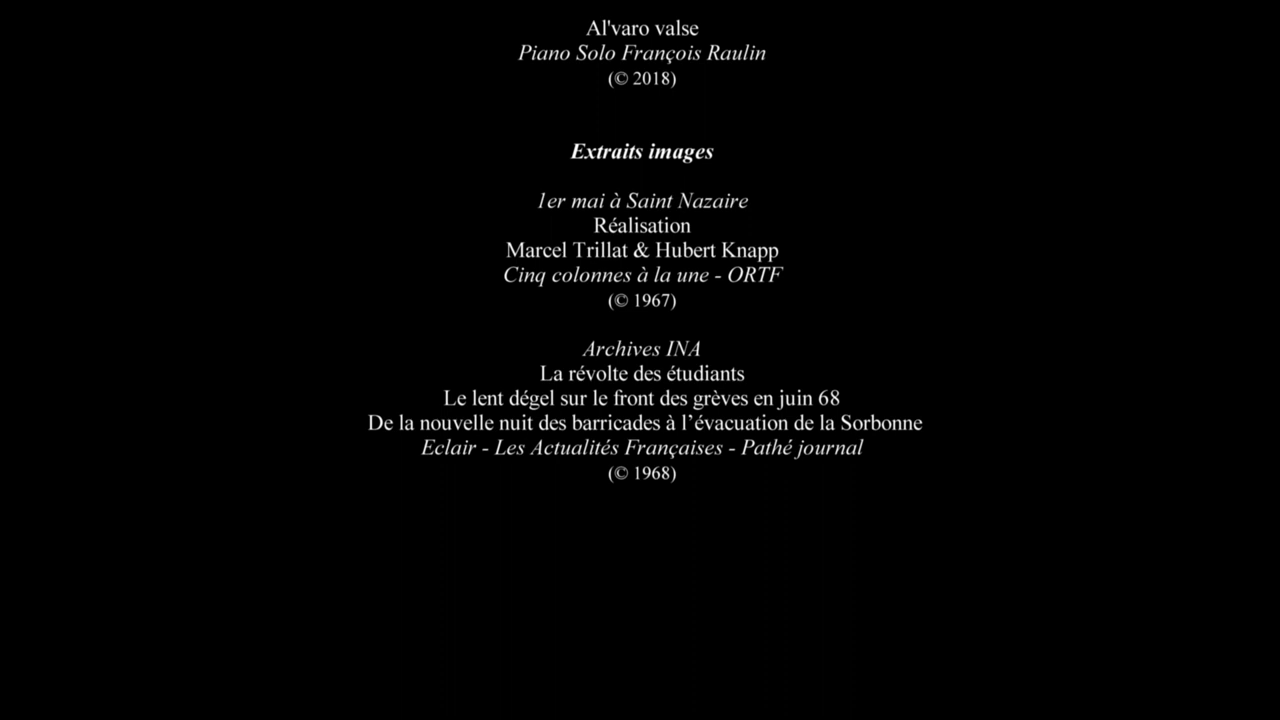 Al'varo valse
Piano Solo François Raulin
(© 2018)
Extraits images
1er mai à Saint Nazaire
Réalisation
Marcel Trillat & Hubert Knapp
Cinq colonnes à la une - ORTF
(© 1967)
Archives INA
La révolte des étudiants
Le lent dégel sur le front des grèves en juin 68
De la nouvelle nuit des barricades à l’évacuation de la Sorbonne
Eclair - Les Actualités Françaises - Pathé journal
(© 1968)